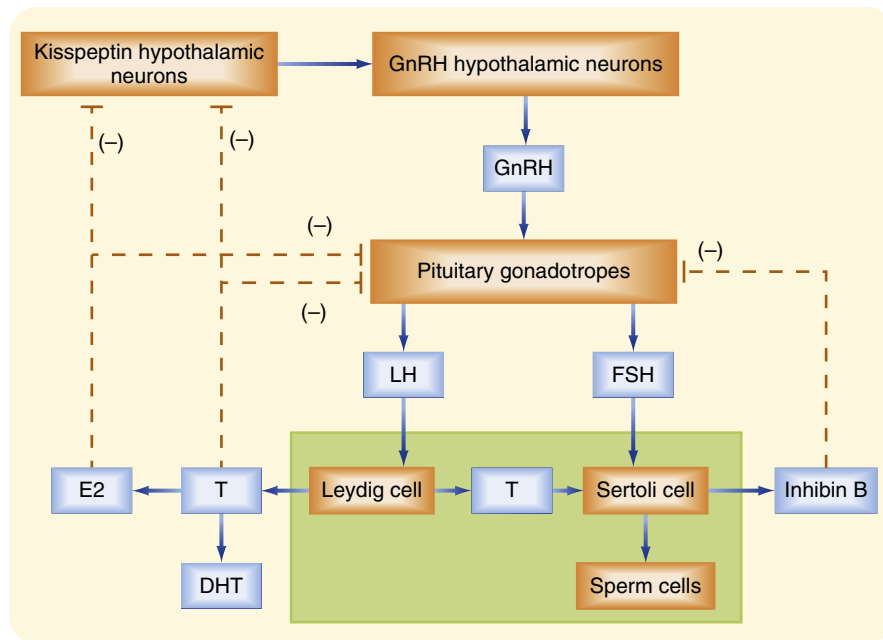 Kisspeptin hypothalamic
neurons
GnRH hypothalamic neurons
(–)
(–)
GnRH
(–)
(–)
Pituitary gonadotropes
(–)
LH
FSH
E2
T
Leydig cell
T
Sertoli cell
Inhibin B
DHT
Sperm cells